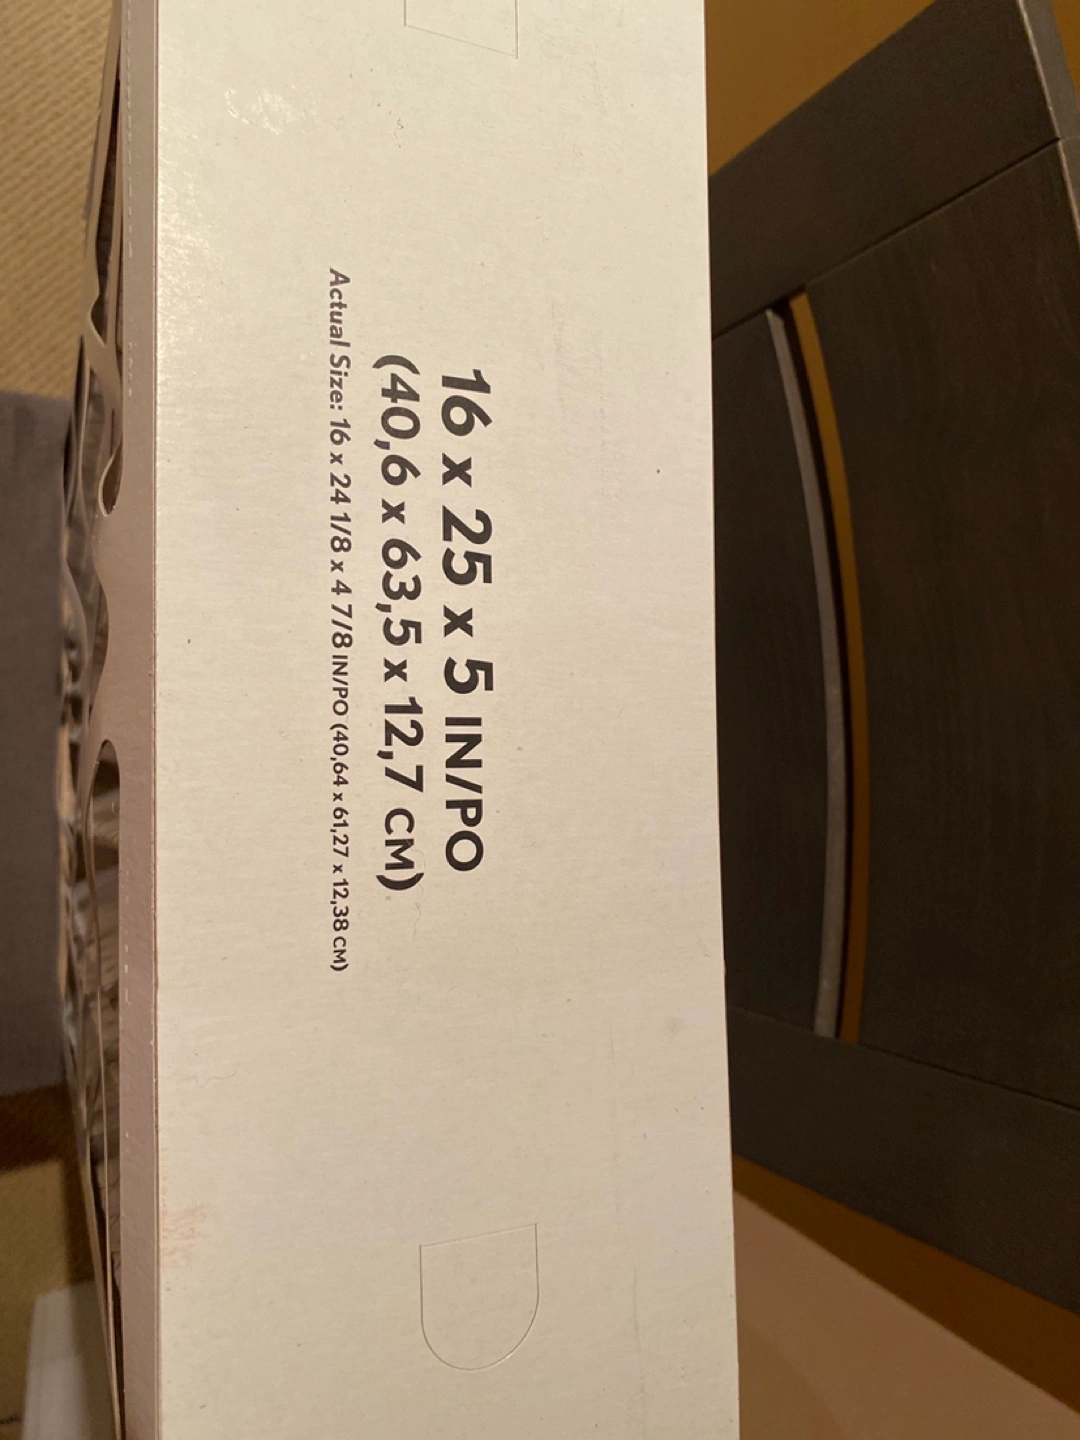 16 x 25 x 5 IN/PO
(40,6 x 63,5 x 12,7 CM)
Actual Size: 16 x 24 1/8 x 4 7/8 IN/PO (40,64 x 61,27 x 12,38 CM)